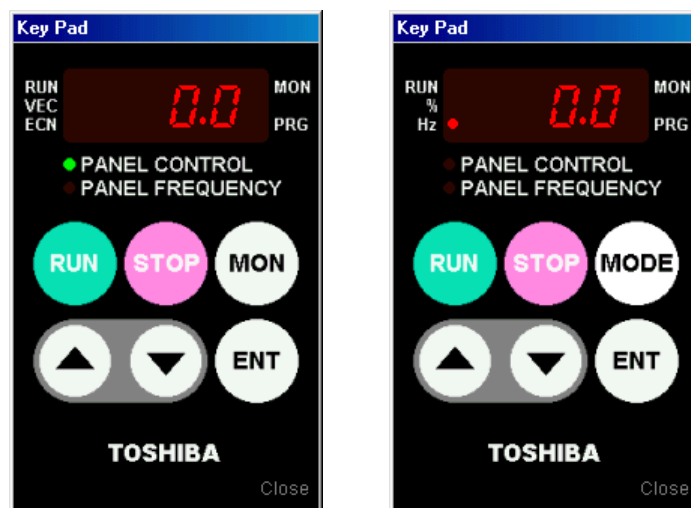 Key Pad
RUN
VEC
ECN
0.0
MON
PRG
PANEL CONTROL
PANEL FREQUENCY
RUN STOP MON
ENT
TOSHIBA
Close
Key Pad
RUN
%
Hz
0.0
MON
PRG
PANEL CONTROL
PANEL FREQUENCY
RUN STOP MODE
ENT
TOSHIBA
Close